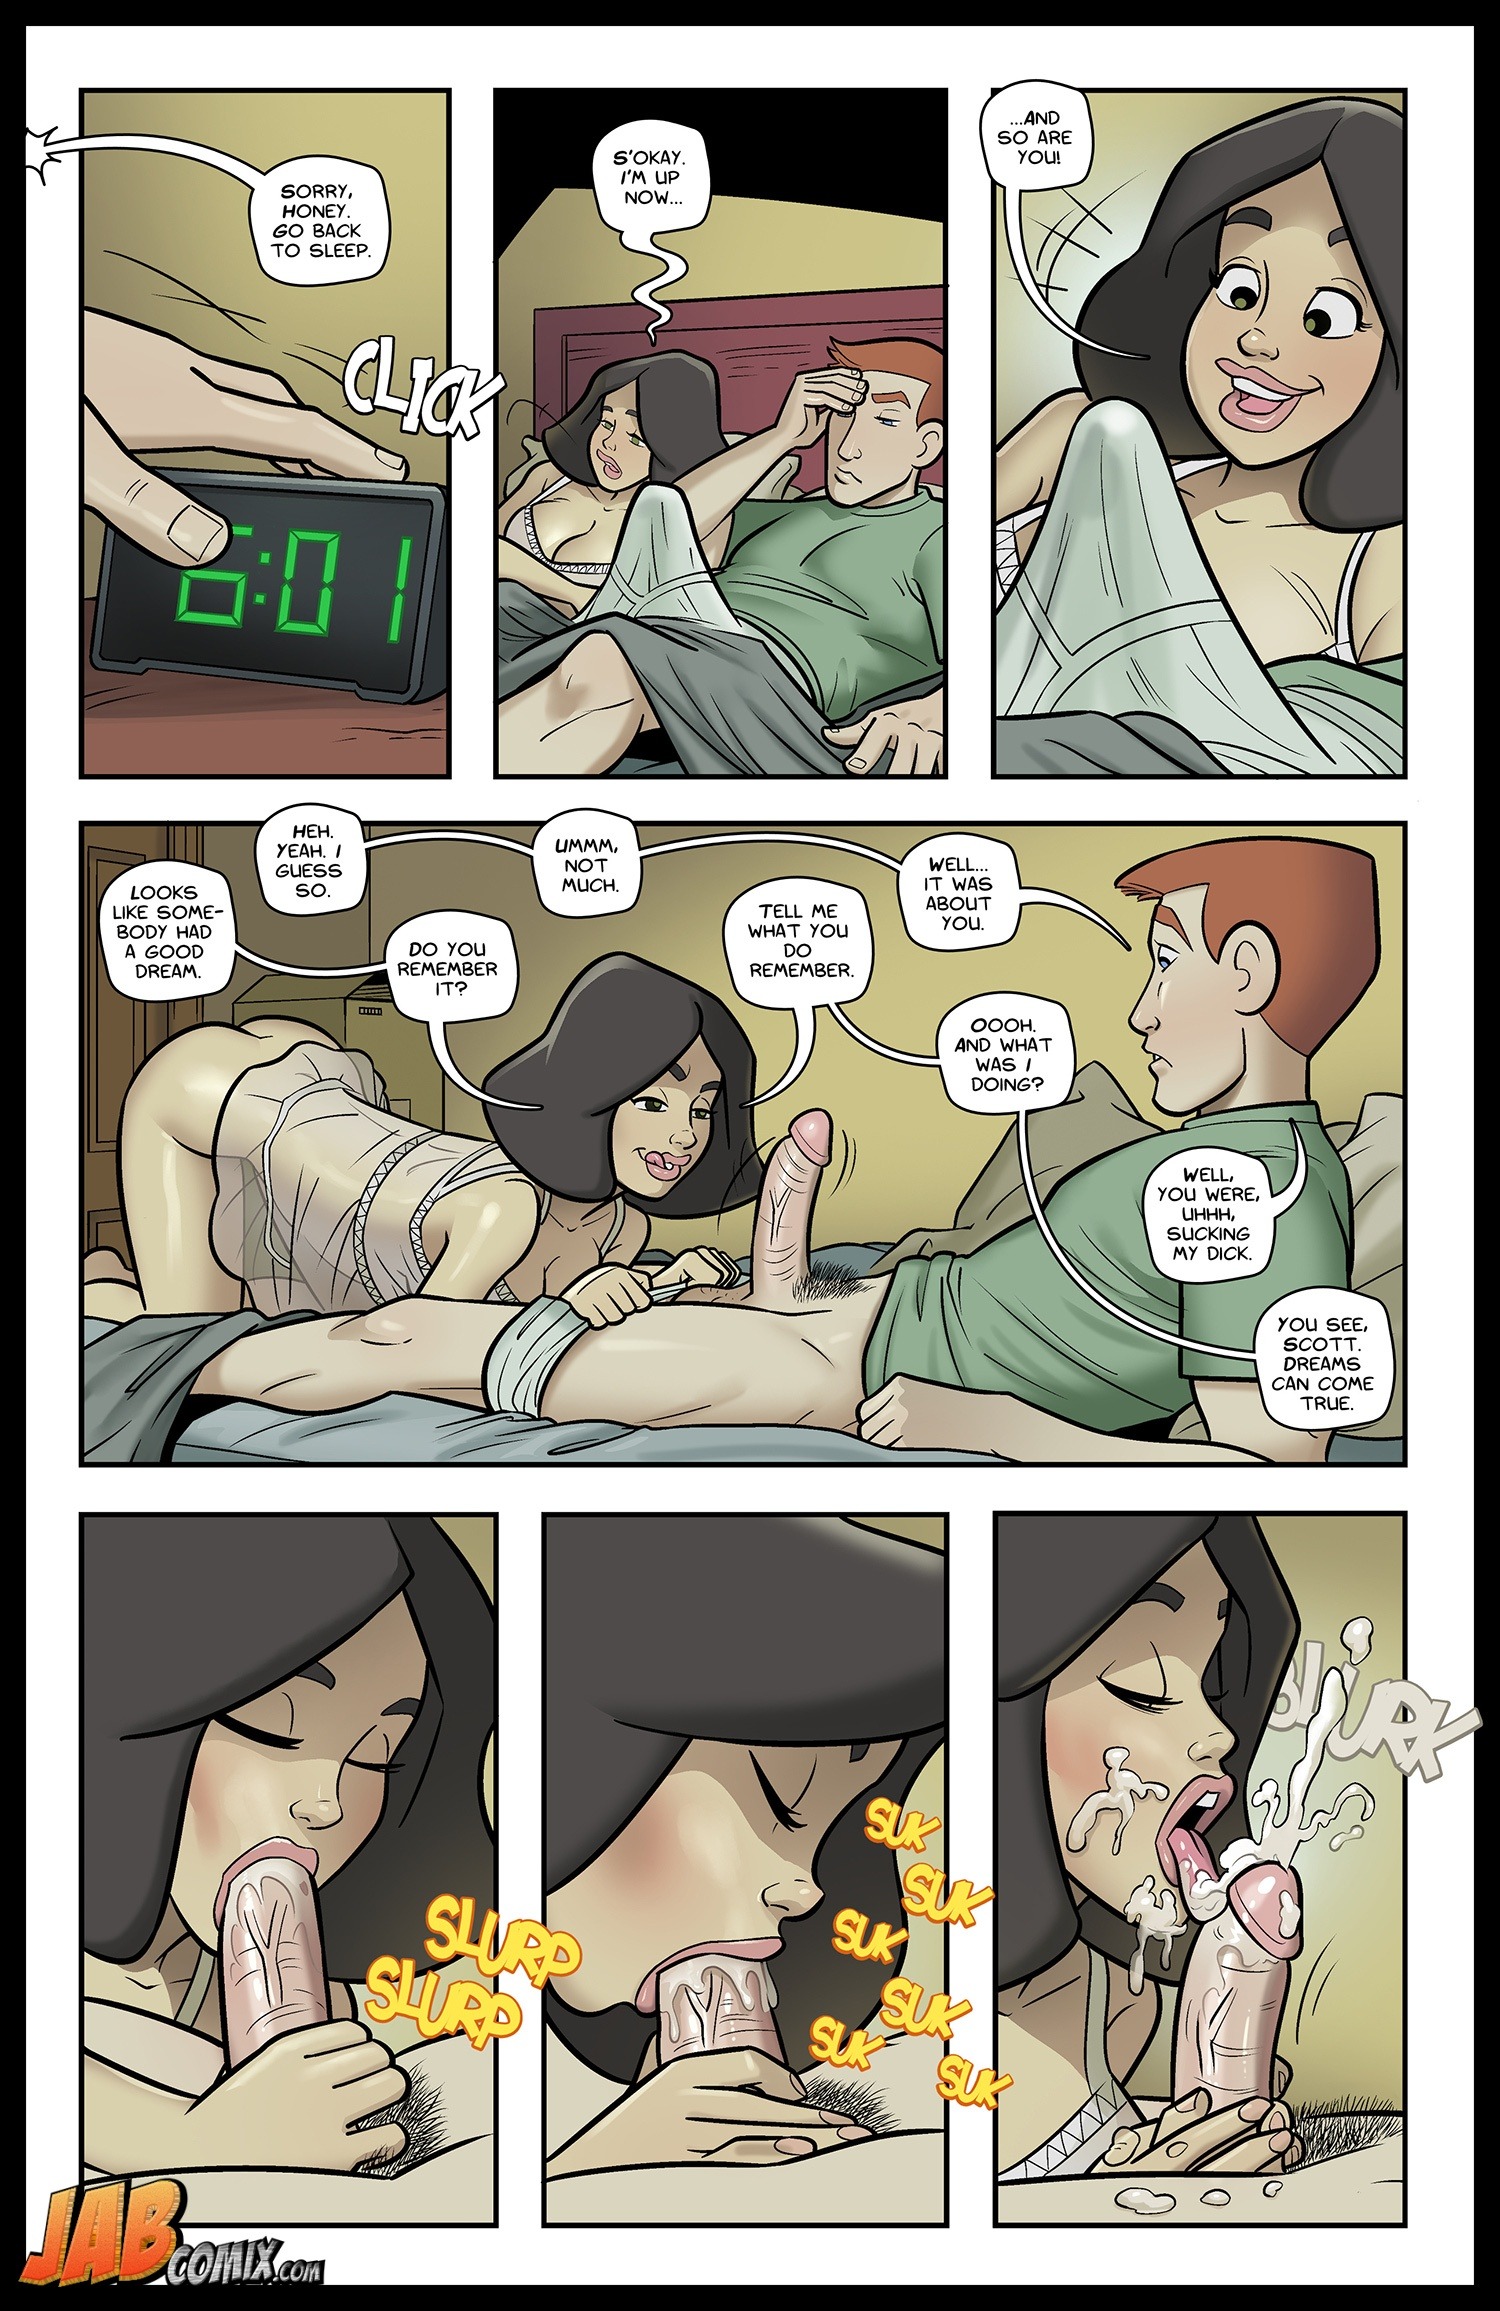 SORRY,
HONEY.
GO BACK
TO SLEEP.
CLICK
6:01
S'OKAY.
I'M UP
NOW...
...AND
SO ARE
YOU!
LOOKS
LIKE SOME-
BODY HAD
A GOOD
DREAM.
HEH.
YEAH. I
GUESS
SO.
DO YOU
REMEMBER
IT?
UMMM,
NOT
MUCH.
TELL ME
WHAT YOU
DO
REMEMBER.
WELL...
IT WAS
ABOUT
YOU.
OOOH.
AND WHAT
WAS I
DOING?
WELL,
YOU WERE,
UHHH,
SUCKING
MY DICK.
YOU SEE,
SCOTT.
DREAMS
CAN COME
TRUE.
SLURP
SLURP
SUK
SUK
SUK
SUK
SUK
SUK
BLURK
JABCOMIX.COM